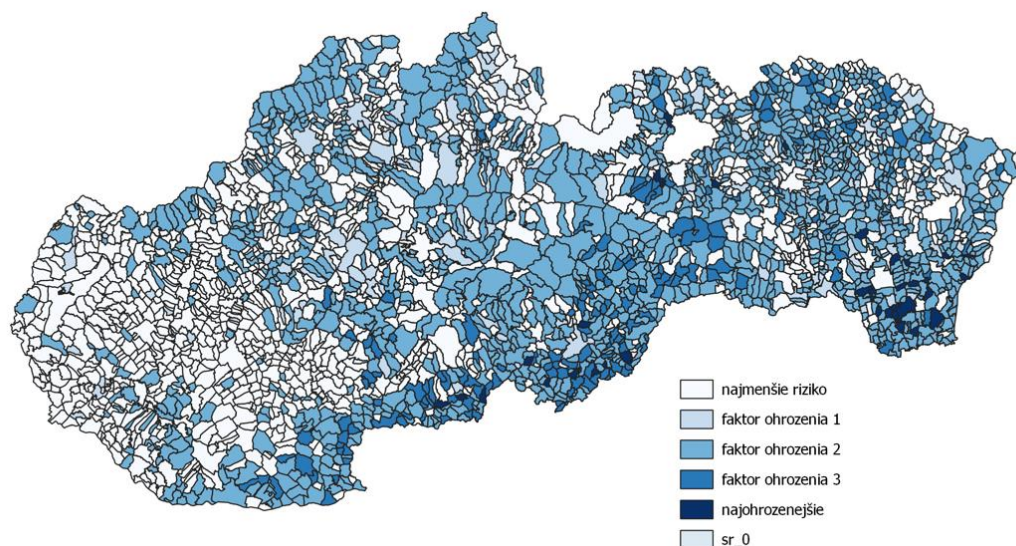 najmenšie riziko
faktor ohrozenia 1
faktor ohrozenia 2
faktor ohrozenia 3
najohrozenejšie
sr_0